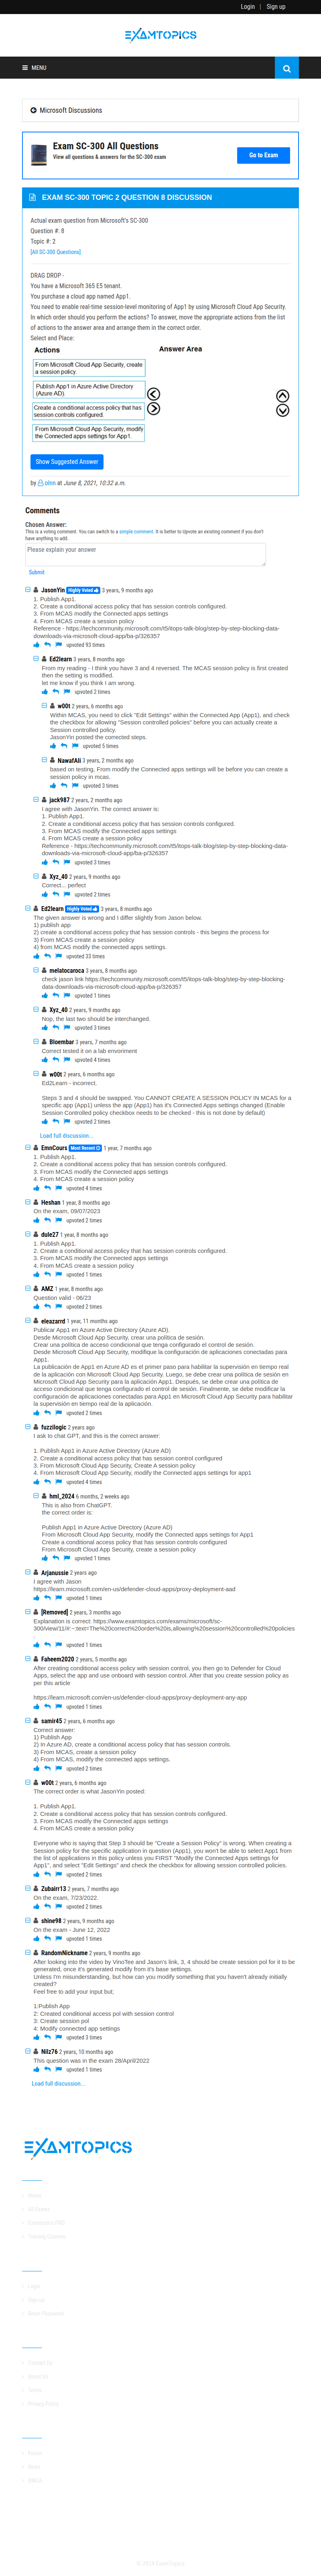 Login | Sign up
EXAMTOPICS
MENU
Microsoft Discussions
Exam SC-300 All Questions
View all questions & answers for the SC-300 exam
Go to Exam
EXAM SC-300 TOPIC 2 QUESTION 8 DISCUSSION
Actual exam question from Microsoft's SC-300
Question #: 8
Topic #: 2
[All SC-300 Questions]
DRAG DROP -
You have a Microsoft 365 E5 tenant.
You purchase a cloud app named App1.
You need to enable real-time session-level monitoring of App1 by using Microsoft Cloud App Security.
In which order should you perform the actions? To answer, move the appropriate actions from the list
of actions to the answer area and arrange them in the correct order.
Select and Place:
Actions
Answer Area
From Microsoft Cloud App Security, create
a session policy.
Publish App1 in Azure Active Directory
(Azure AD).
Create a conditional access policy that has
session controls configured.
From Microsoft Cloud App Security, modify
the Connected apps settings for App1.
Show Suggested Answer
by olnn at June 8, 2021, 10:32 a.m.
Comments
Chosen Answer:
This is a voting comment. You can switch to a simple comment. It is better to Upvote an existing comment if you don't
have anything to add.
Please explain your answer
Submit
JasonYin Highly Voted 3 years, 9 months ago
1. Publish App1.
2. Create a conditional access policy that has session controls configured.
3. From MCAS modify the Connected apps settings
4. From MCAS create a session policy
Reference - https://techcommunity.microsoft.com/t5/itops-talk-blog/step-by-step-blocking-data-
downloads-via-microsoft-cloud-app/ba-p/326357
upvoted 93 times
Ed2learn 3 years, 8 months ago
From my reading - I think you have 3 and 4 reversed. The MCAS session policy is first created
then the setting is modified.
let me know if you think I am wrong.
upvoted 2 times
w00t 2 years, 6 months ago
Within MCAS, you need to click "Edit Settings" within the Connected App (App1), and check
the checkbox for allowing "Session controlled policies" before you can actually create a
Session controlled policy.
JasonYin posted the corrected steps.
upvoted 5 times
NawafAli 3 years, 2 months ago
based on testing. From modify the Connected apps settings will be before you can create a
session policy in mcas.
upvoted 3 times
jack987 2 years, 2 months ago
I agree with JasonYin. The correct answer is:
1. Publish App1.
2. Create a conditional access policy that has session controls configured.
3. From MCAS modify the Connected apps settings
4. From MCAS create a session policy
Reference - https://techcommunity.microsoft.com/t5/itops-talk-blog/step-by-step-blocking-data-
downloads-via-microsoft-cloud-app/ba-p/326357
upvoted 3 times
Xyz_40 2 years, 9 months ago
Correct... perfect
upvoted 2 times
Ed2learn Highly Voted 3 years, 8 months ago
The given answer is wrong and I differ slightly from Jason below.
1) publish app
2) create a conditional access policy that has session controls - this begins the process for
3) From MCAS create a session policy
4) from MCAS modify the connected apps settings.
upvoted 33 times
melatocaroca 3 years, 8 months ago
check jason link https://techcommunity.microsoft.com/t5/itops-talk-blog/step-by-step-blocking-
data-downloads-via-microsoft-cloud-app/ba-p/326357
upvoted 1 times
Xyz_40 2 years, 9 months ago
Nop, the last two should be interchanged.
upvoted 3 times
Bloembar 3 years, 7 months ago
Correct tested it on a lab envorinment
upvoted 4 times
w00t 2 years, 6 months ago
Ed2Learn - incorrect.
Steps 3 and 4 should be swapped. You CANNOT CREATE A SESSION POLICY IN MCAS for a
specific app (App1) unless the app (App1) has it's Connected Apps settings changed (Enable
Session Controlled policy checkbox needs to be checked - this is not done by default)
upvoted 2 times
Load full discussion...
EmnCours Most Recent 1 year, 7 months ago
1. Publish App1.
2. Create a conditional access policy that has session controls configured.
3. From MCAS modify the Connected apps settings
4. From MCAS create a session policy
upvoted 4 times
Heshan 1 year, 8 months ago
On the exam, 09/07/2023
upvoted 2 times
dule27 1 year, 8 months ago
1. Publish App1.
2. Create a conditional access policy that has session controls configured.
3. From MCAS modify the Connected apps settings
4. From MCAS create a session policy
upvoted 1 times
AMZ 1 year, 8 months ago
Question valid - 06/23
upvoted 2 times
eleazarrd 1 year, 11 months ago
Publicar App1 en Azure Active Directory (Azure AD).
Desde Microsoft Cloud App Security, crear una política de sesión.
Crear una política de acceso condicional que tenga configurado el control de sesión.
Desde Microsoft Cloud App Security, modificar la configuración de aplicaciones conectadas para
App1.
La publicación de App1 en Azure AD es el primer paso para habilitar la supervisión en tiempo real
de la aplicación con Microsoft Cloud App Security. Luego, se debe crear una política de sesión en
Microsoft Cloud App Security para la aplicación App1. Después, se debe crear una política de
acceso condicional que tenga configurado el control de sesión. Finalmente, se debe modificar la
configuración de aplicaciones conectadas para App1 en Microsoft Cloud App Security para habilitar
la supervisión en tiempo real de la aplicación.
upvoted 2 times
fuzzilogic 2 years ago
I ask to chat GPT, and this is the correct answer:
1. Publish App1 in Azure Active Directory (Azure AD)
2. Create a conditional access policy that has session control configured
3. From Microsoft Cloud App Security, Create A session policy
4. From Microsoft Cloud App Security, modify the Connected apps settings for app1
upvoted 4 times
hml_2024 6 months, 2 weeks ago
This is also from ChatGPT.
the correct order is:
Publish App1 in Azure Active Directory (Azure AD)
From Microsoft Cloud App Security, modify the Connected apps settings for App1
Create a conditional access policy that has session controls configured
From Microsoft Cloud App Security, create a session policy
upvoted 1 times
Arjanussie 2 years ago
I agree with Jason
https://learn.microsoft.com/en-us/defender-cloud-apps/proxy-deployment-aad
upvoted 1 times
[Removed] 2 years, 3 months ago
Explanation is correct: https://www.examtopics.com/exams/microsoft/sc-
300/view/11/#:~:text=The%20correct%20order%20is,allowing%20session%20controlled%20policies
.
upvoted 1 times
Faheem2020 2 years, 5 months ago
After creating conditional access policy with session control, you then go to Defender for Cloud
Apps, select the app and use onboard with session control. After that you create session policy as
per this article
https://learn.microsoft.com/en-us/defender-cloud-apps/proxy-deployment-any-app
upvoted 1 times
samir45 2 years, 6 months ago
Correct answer:
1) Publish App
2) In Azure AD, create a conditional access policy that has session controls.
3) From MCAS, create a session policy
4) From MCAS, modify the connected apps settings.
upvoted 2 times
w00t 2 years, 6 months ago
The correct order is what JasonYin posted:
1. Publish App1.
2. Create a conditional access policy that has session controls configured.
3. From MCAS modify the Connected apps settings
4. From MCAS create a session policy
Everyone who is saying that Step 3 should be "Create a Session Policy" is wrong. When creating a
Session policy for the specific application in question (App1), you won't be able to select App1 from
the list of applications in the policy unless you FIRST "Modify the Connected Apps settings for
App1", and select "Edit Settings" and check the checkbox for allowing session controlled policies.
upvoted 2 times
Zubairr13 2 years, 7 months ago
On the exam, 7/23/2022.
upvoted 2 times
shine98 2 years, 9 months ago
On the exam - June 12, 2022
upvoted 1 times
RandomNickname 2 years, 9 months ago
After looking into the video by VinoTee and Jason's link, 3, 4 should be create session pol for it to be
generated, once it's generated modify from it's base settings.
Unless I'm misunderstanding, but how can you modify something that you haven't already initially
created?
Feel free to add your input but;
1:Publish App
2: Created conditional access pol with session control
3: Create session pol
4: Modify connected app settings
upvoted 3 times
Nilz76 2 years, 10 months ago
This question was in the exam 28/April/2022
upvoted 1 times
Load full discussion...
EXAMTOPICS
Home
All Exams
Examtopics PRO
Training Courses
Login
Sign up
Reset Password
Contact Us
About Us
Terms
Privacy Policy
Forum
News
DMCA
© 2024 ExamTopics